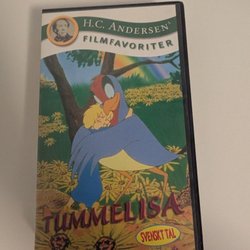 H.C. ANDERSEN'
FILMFAVORITER
TUMMELISA
SVENSKT TAL